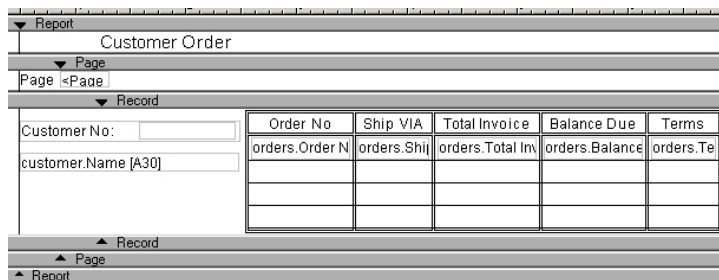 Report
Customer Order
Page
Page <Page
Record
Order No Ship VIA Total Invoice Balance Due Terms
Customer No:
orders.Order N orders.Ship orders.Total Inv orders.Balance orders.Te
customer.Name [A30]
Record
Page
Report